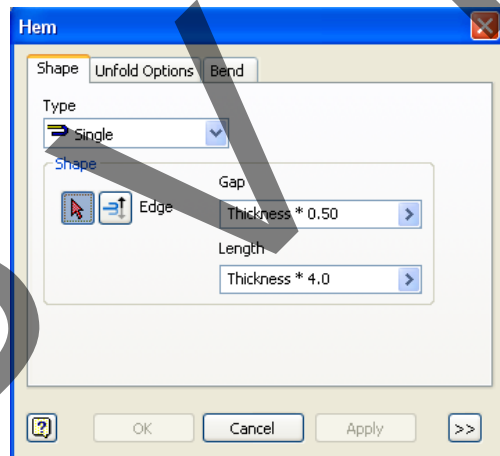 Hem
Shape Unfold Options Bend
Type
Single
Shape
Edge
Gap
Thickness * 0.50
Length
Thickness * 4.0
? OK Cancel Apply >>